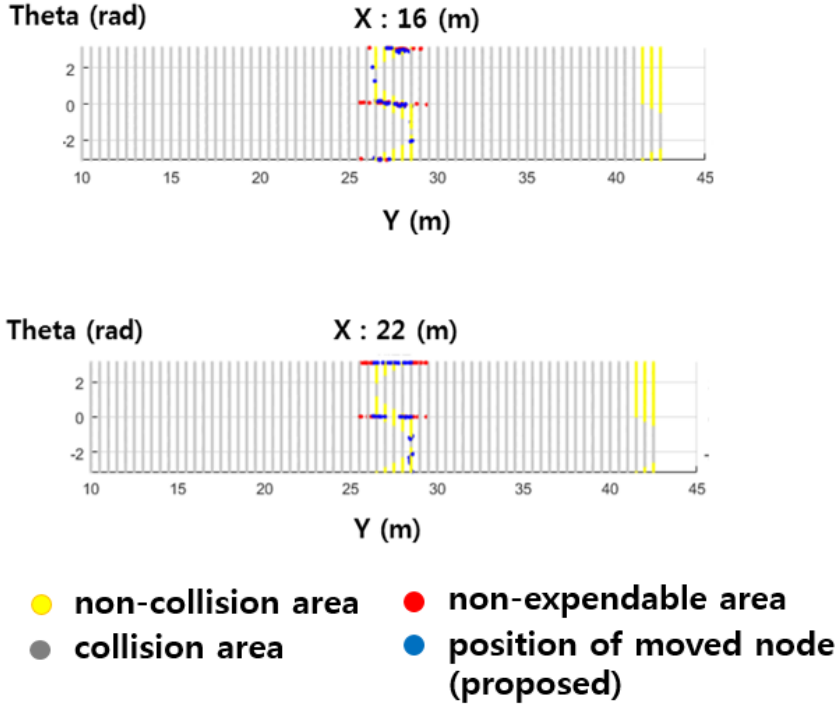 Theta (rad)
X : 16 (m)
2
0
-2
10 15 20 25 30 35 40 45
Y (m)
Theta (rad)
X : 22 (m)
2
0
-2
10 15 20 25 30 35 40 45
Y (m)
non-collision area
non-expendable area
collision area
position of moved node
(proposed)